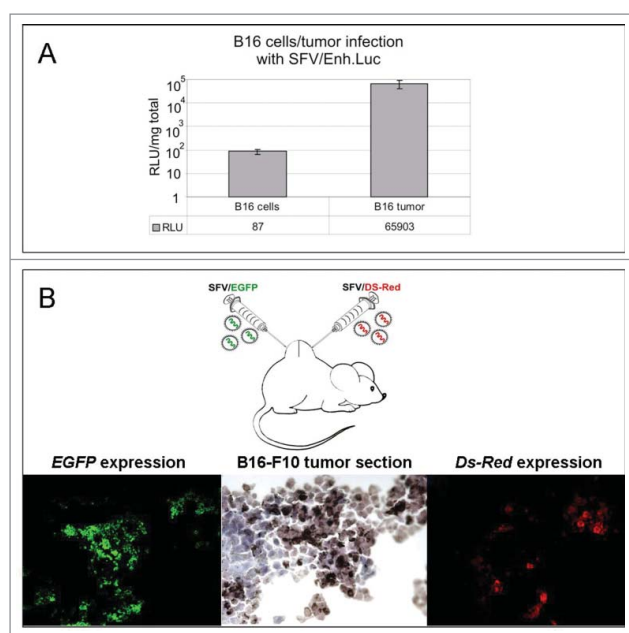 A
B16 cells/tumor infection
with SFV/Enh.Luc
RLU/mg total
10⁵
10⁴
10³
10²
10
1
B16 cells
B16 tumor
RLU
87
65903
B
SFV/EGFP
SFV/DS-Red
EGFP expression
B16-F10 tumor section
Ds-Red expression